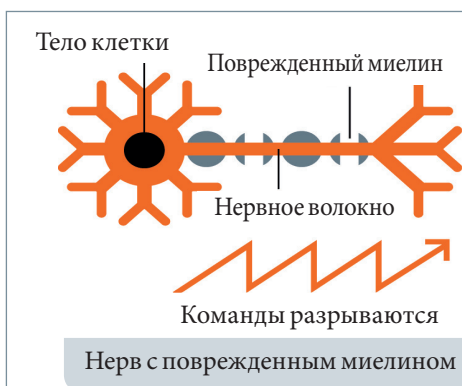 Тело клетки
Поврежденный миелин
Нервное волокно
Команды разрываются
Нерв с поврежденным миелином